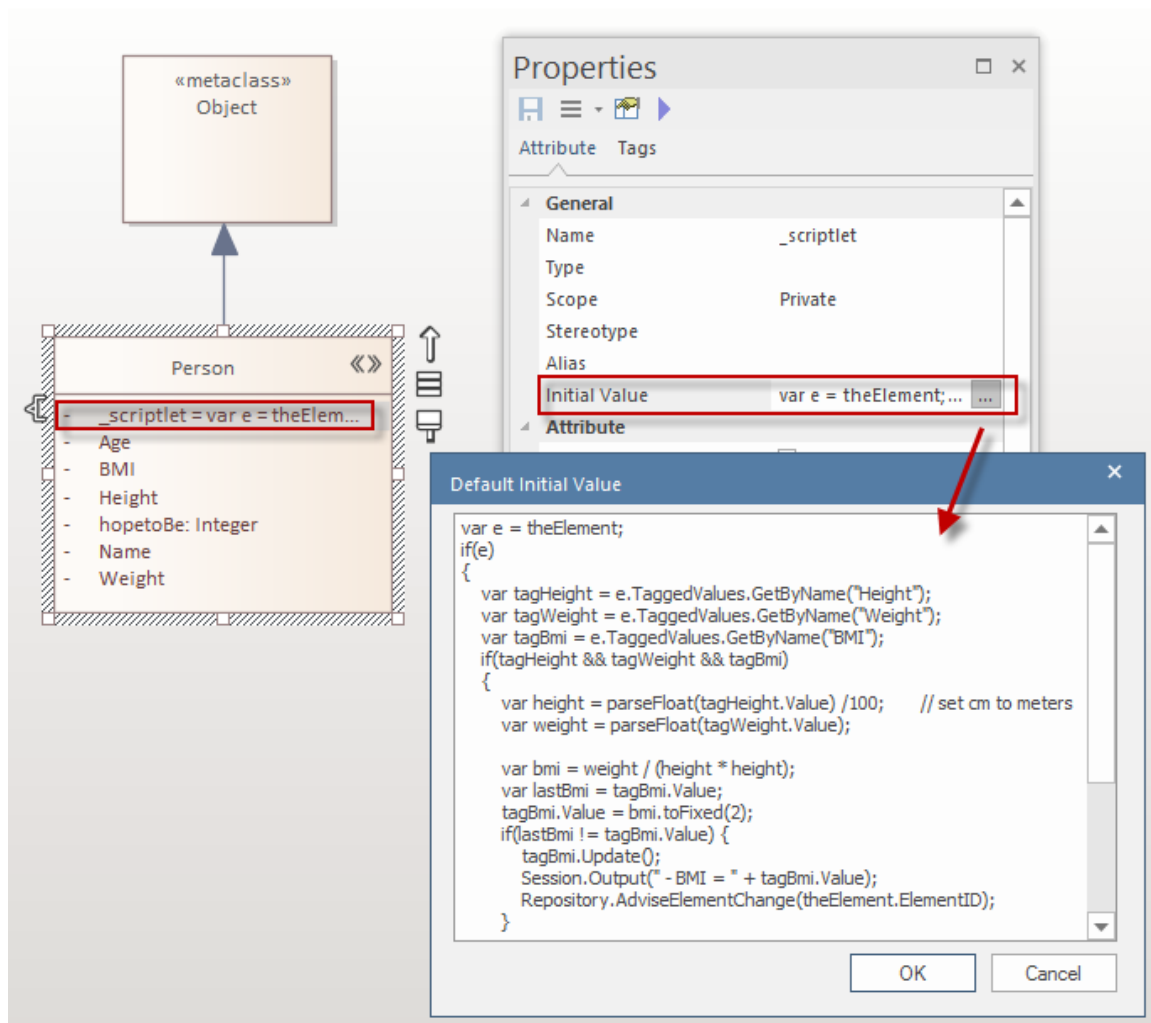 «metaclass»
Object
Person
- _scriptlet = var e = theElem...
- Age
- BMI
- Height
- hopetoBe: Integer
- Name
- Weight
Properties
Attribute Tags
General
Name _scriptlet
Type
Scope Private
Stereotype
Alias
Initial Value var e = theElement; ... ...
Attribute
Default Initial Value
var e = theElement;
if(e)
{
var tagHeight = e.TaggedValues.GetByName("Height");
var tagWeight = e.TaggedValues.GetByName("Weight");
var tagBmi = e.TaggedValues.GetByName("BMI");
if(tagHeight && tagWeight && tagBmi)
{
var height = parseFloat(tagHeight.Value) /100; // set cm to meters
var weight = parseFloat(tagWeight.Value);
var bmi = weight / (height * height);
var lastBmi = tagBmi.Value;
tagBmi.Value = bmi.toFixed(2);
if(lastBmi != tagBmi.Value) {
tagBmi.Update();
Session.Output(" - BMI = " + tagBmi.Value);
Repository.AdviseElementChange(theElement.ElementID);
}
OK Cancel